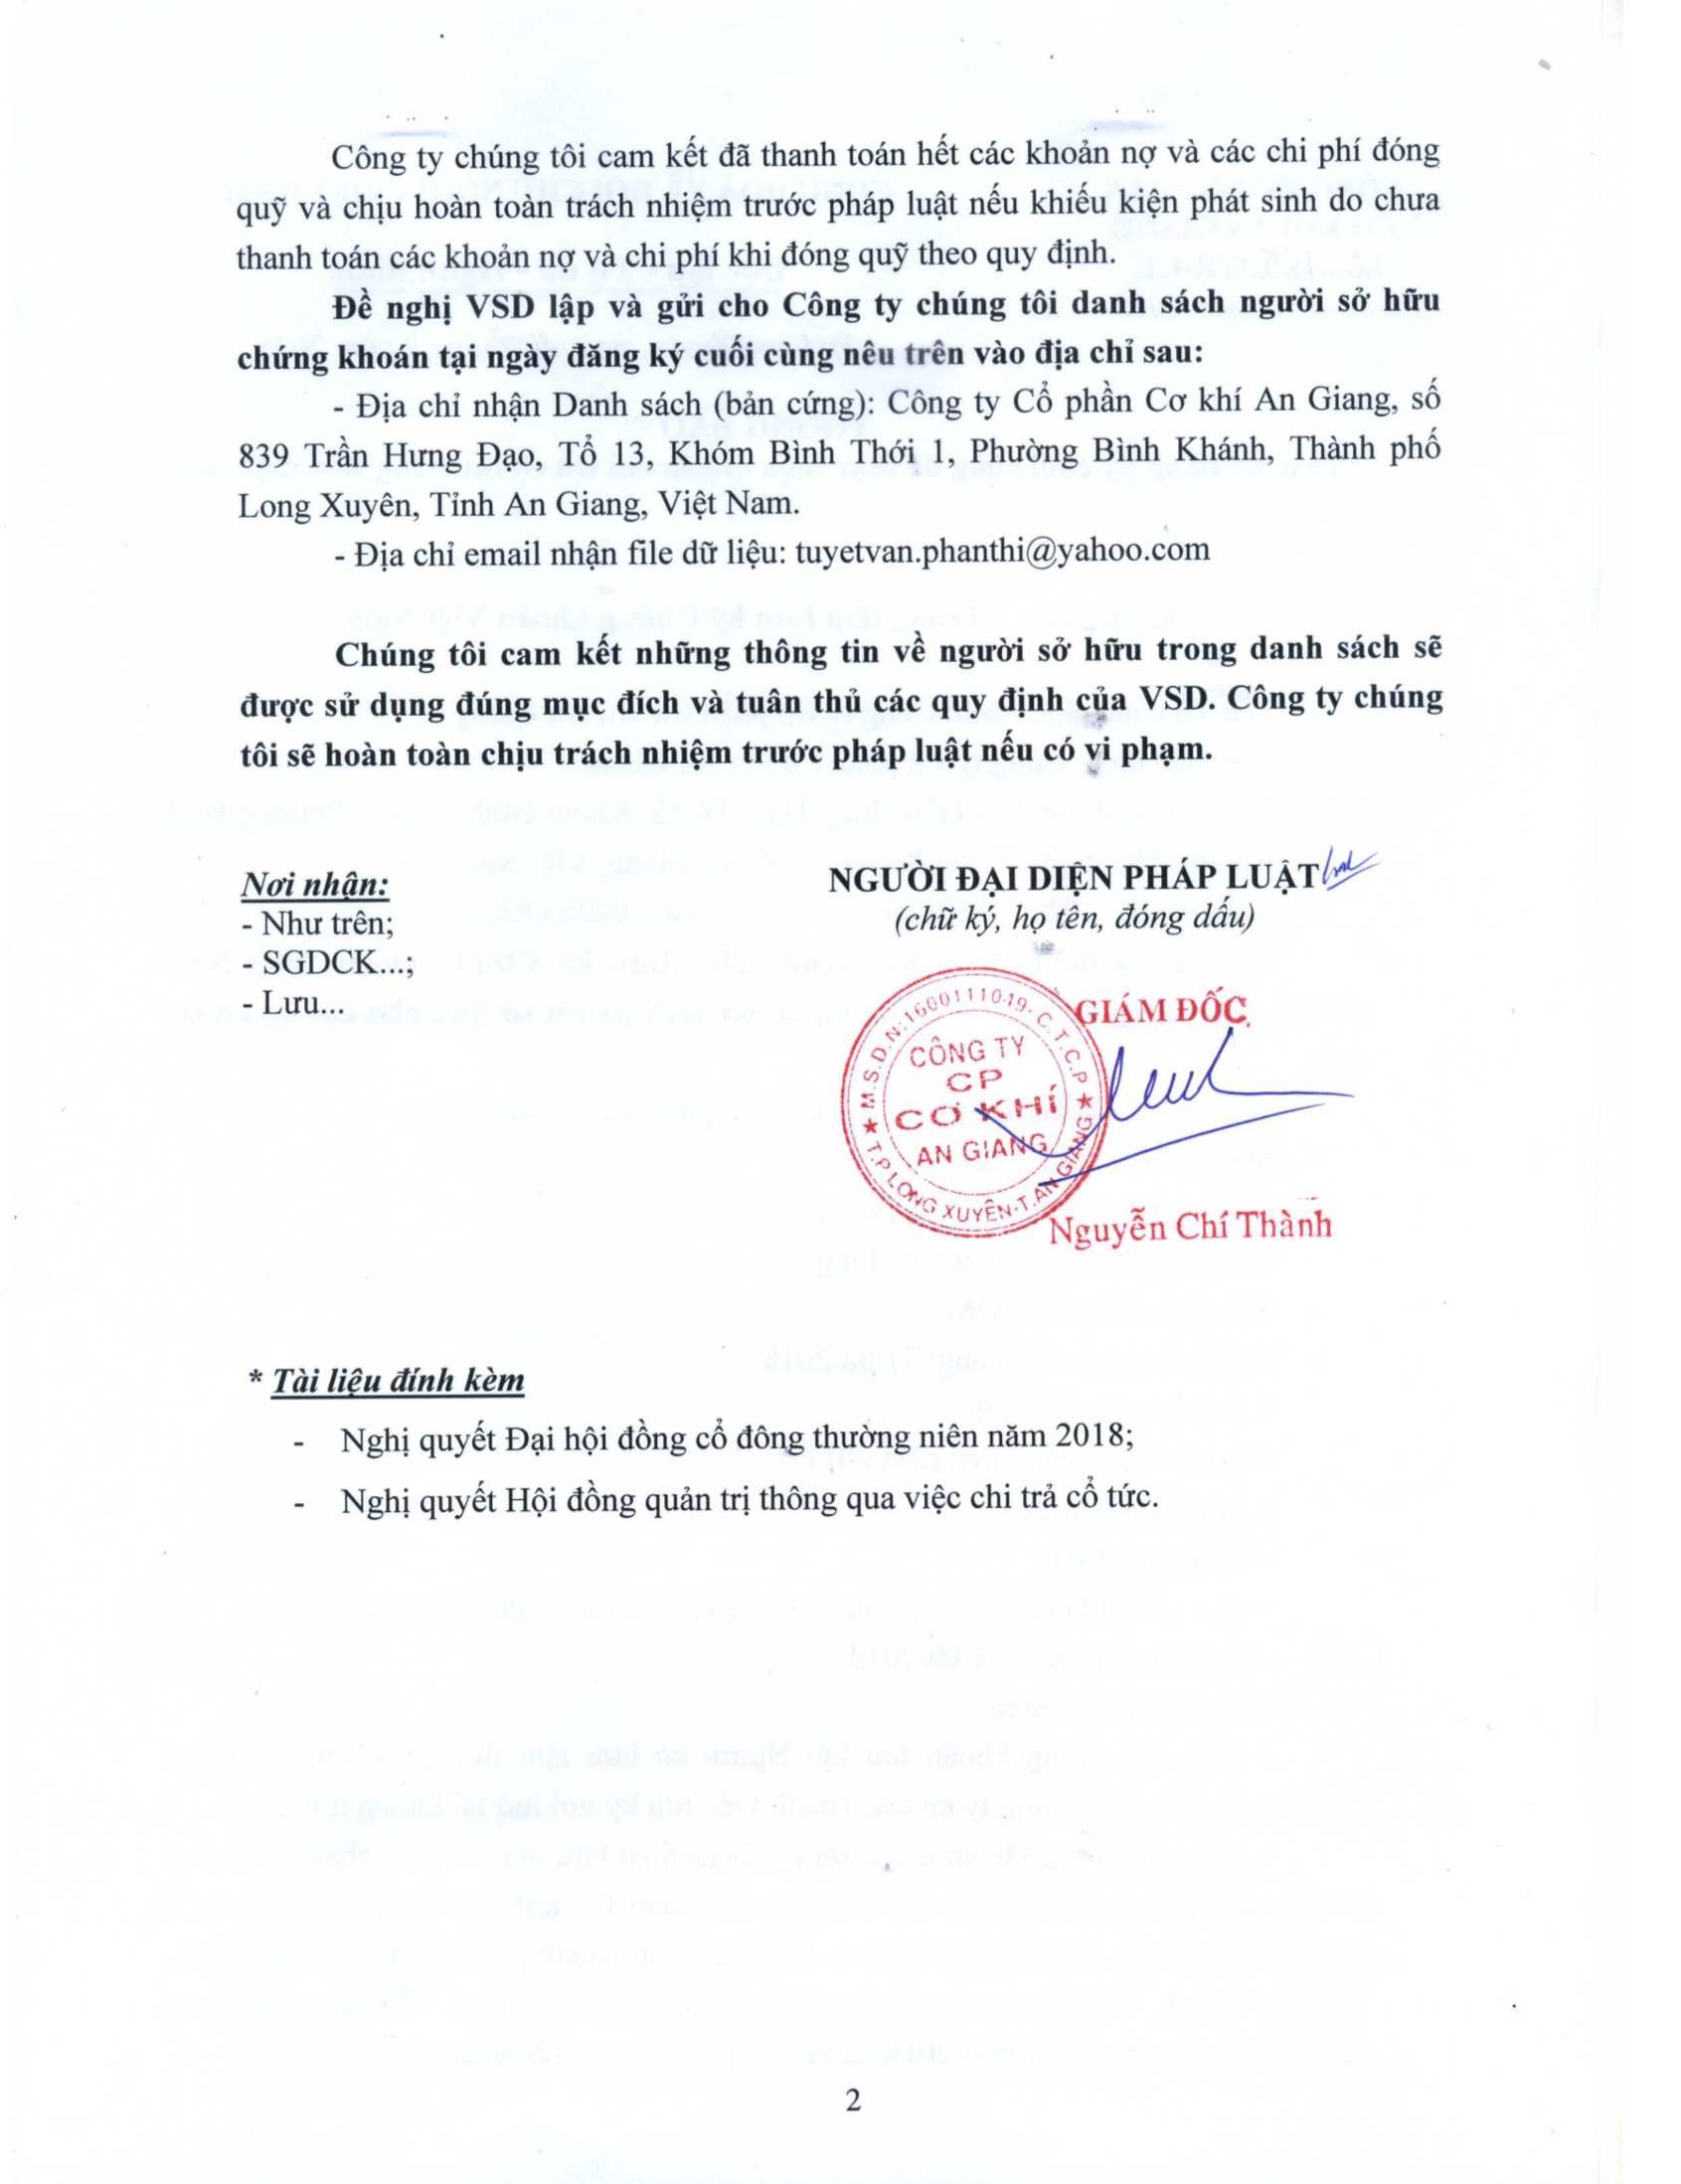 Công ty chúng tôi cam kết đã thanh toán hết các khoản nợ và các chi phí đóng
quỹ và chịu hoàn toàn trách nhiệm trước pháp luật nếu khiếu kiện phát sinh do chưa
thanh toán các khoản nợ và chi phí khi đóng quỹ theo quy định.
Đề nghị VSD lập và gửi cho Công ty chúng tôi danh sách người sở hữu
chứng khoán tại ngày đăng ký cuối cùng nêu trên vào địa chỉ sau:
- Địa chỉ nhận Danh sách (bản cứng): Công ty Cổ phần Cơ khí An Giang, số
839 Trần Hưng Đạo, Tổ 13, Khóm Bình Thới 1, Phường Bình Khánh, Thành phố
Long Xuyên, Tỉnh An Giang, Việt Nam.
- Địa chỉ email nhận file dữ liệu: tuyetvan.phanthi@yahoo.com
Chúng tôi cam kết những thông tin về người sở hữu trong danh sách sẽ
được sử dụng đúng mục đích và tuân thủ các quy định của VSD. Công ty chúng
tôi sẽ hoàn toàn chịu trách nhiệm trước pháp luật nếu có vi phạm.
Nơi nhận:
- Như trên;
- SGDCK...;
- Lưu...
NGƯỜI ĐẠI DIỆN PHÁP LUẬT
(chữ ký, họ tên, đóng dấu)
GIÁM ĐỐC
M.S.D.N:1600111049-C.T.C.P
CÔNG TY
CP
CƠ KHÍ
AN GIANG
T.P LONG XUYÊN-T.AN GIANG
Nguyễn Chí Thành
* Tài liệu đính kèm
- Nghị quyết Đại hội đồng cổ đông thường niên năm 2018;
- Nghị quyết Hội đồng quản trị thông qua việc chi trả cổ tức.
2